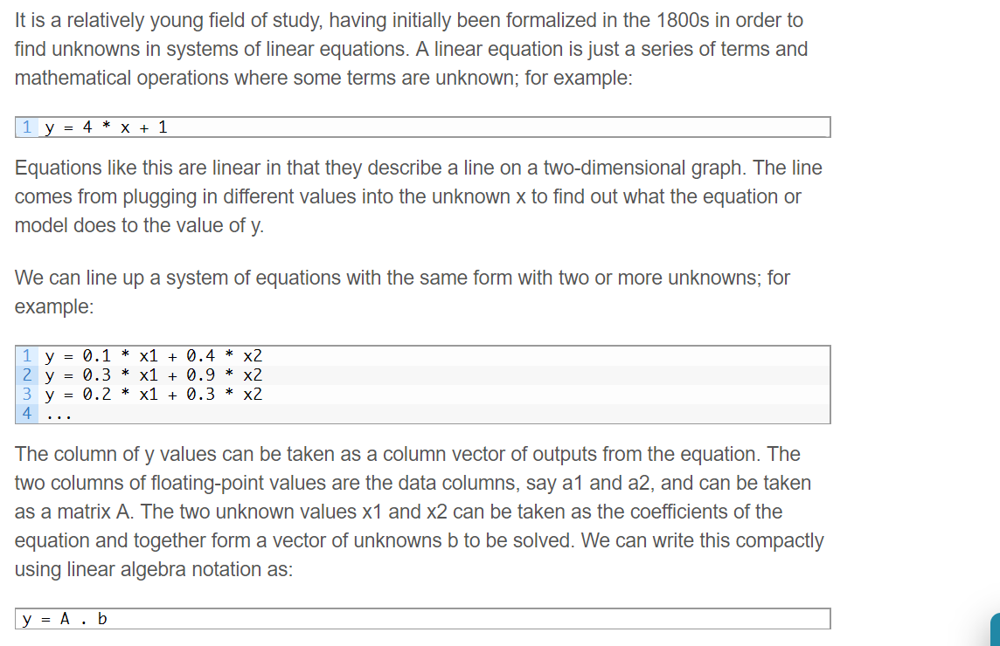 It is a relatively young field of study, having initially been formalized in the 1800s in order to
find unknowns in systems of linear equations. A linear equation is just a series of terms and
mathematical operations where some terms are unknown; for example:
1 y = 4 * x + 1
Equations like this are linear in that they describe a line on a two-dimensional graph. The line
comes from plugging in different values into the unknown x to find out what the equation or
model does to the value of y.
We can line up a system of equations with the same form with two or more unknowns; for
example:
1 y = 0.1 * x1 + 0.4 * x2
2 y = 0.3 * x1 + 0.9 * x2
3 y = 0.2 * x1 + 0.3 * x2
4 ...
The column of y values can be taken as a column vector of outputs from the equation. The
two columns of floating-point values are the data columns, say a1 and a2, and can be taken
as a matrix A. The two unknown values x1 and x2 can be taken as the coefficients of the
equation and together form a vector of unknowns b to be solved. We can write this compactly
using linear algebra notation as:
y = A . b